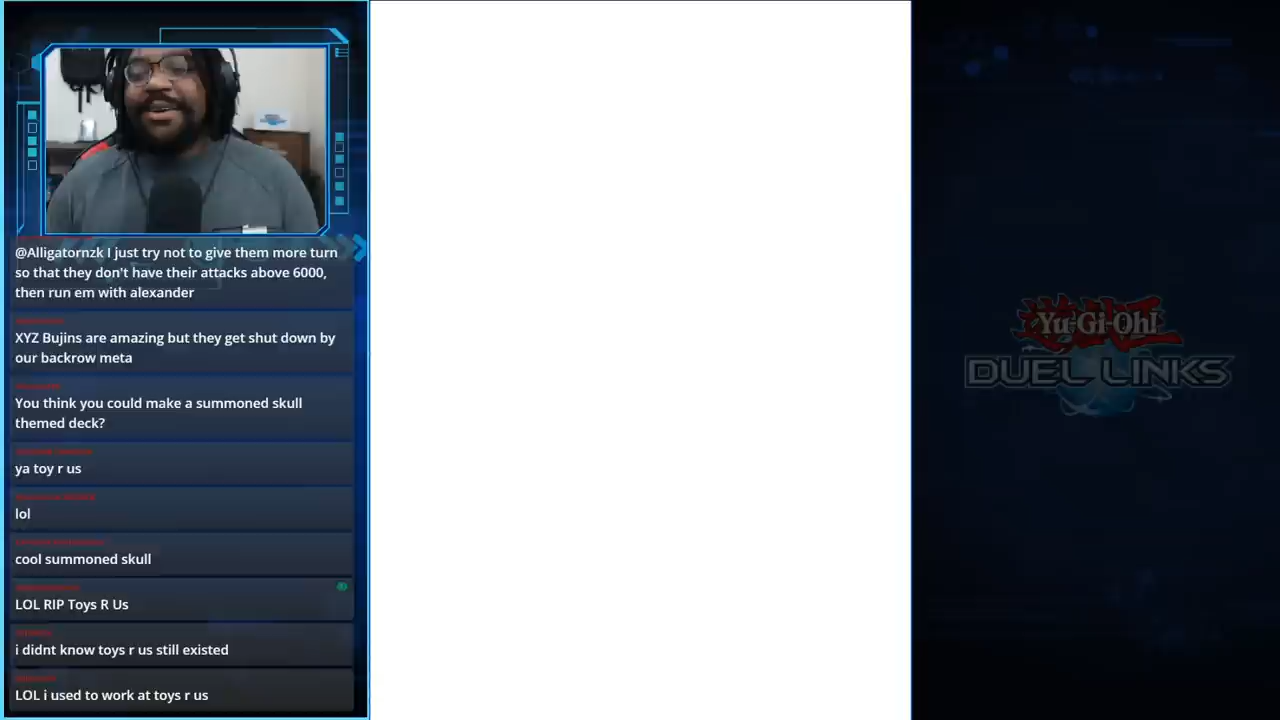 @Alligatornzk I just try not to give them more turn
so that they don't have their attacks above 6000,
then run em with alexander
XYZ Bujins are amazing but they get shut down by
our backrow meta
You think you could make a summoned skull
themed deck?
ya toy r us
lol
cool summoned skull
LOL RIP Toys R Us
i didnt know toys r us still existed
LOL i used to work at toys r us
Yu-Gi-Oh!
DUEL LINKS